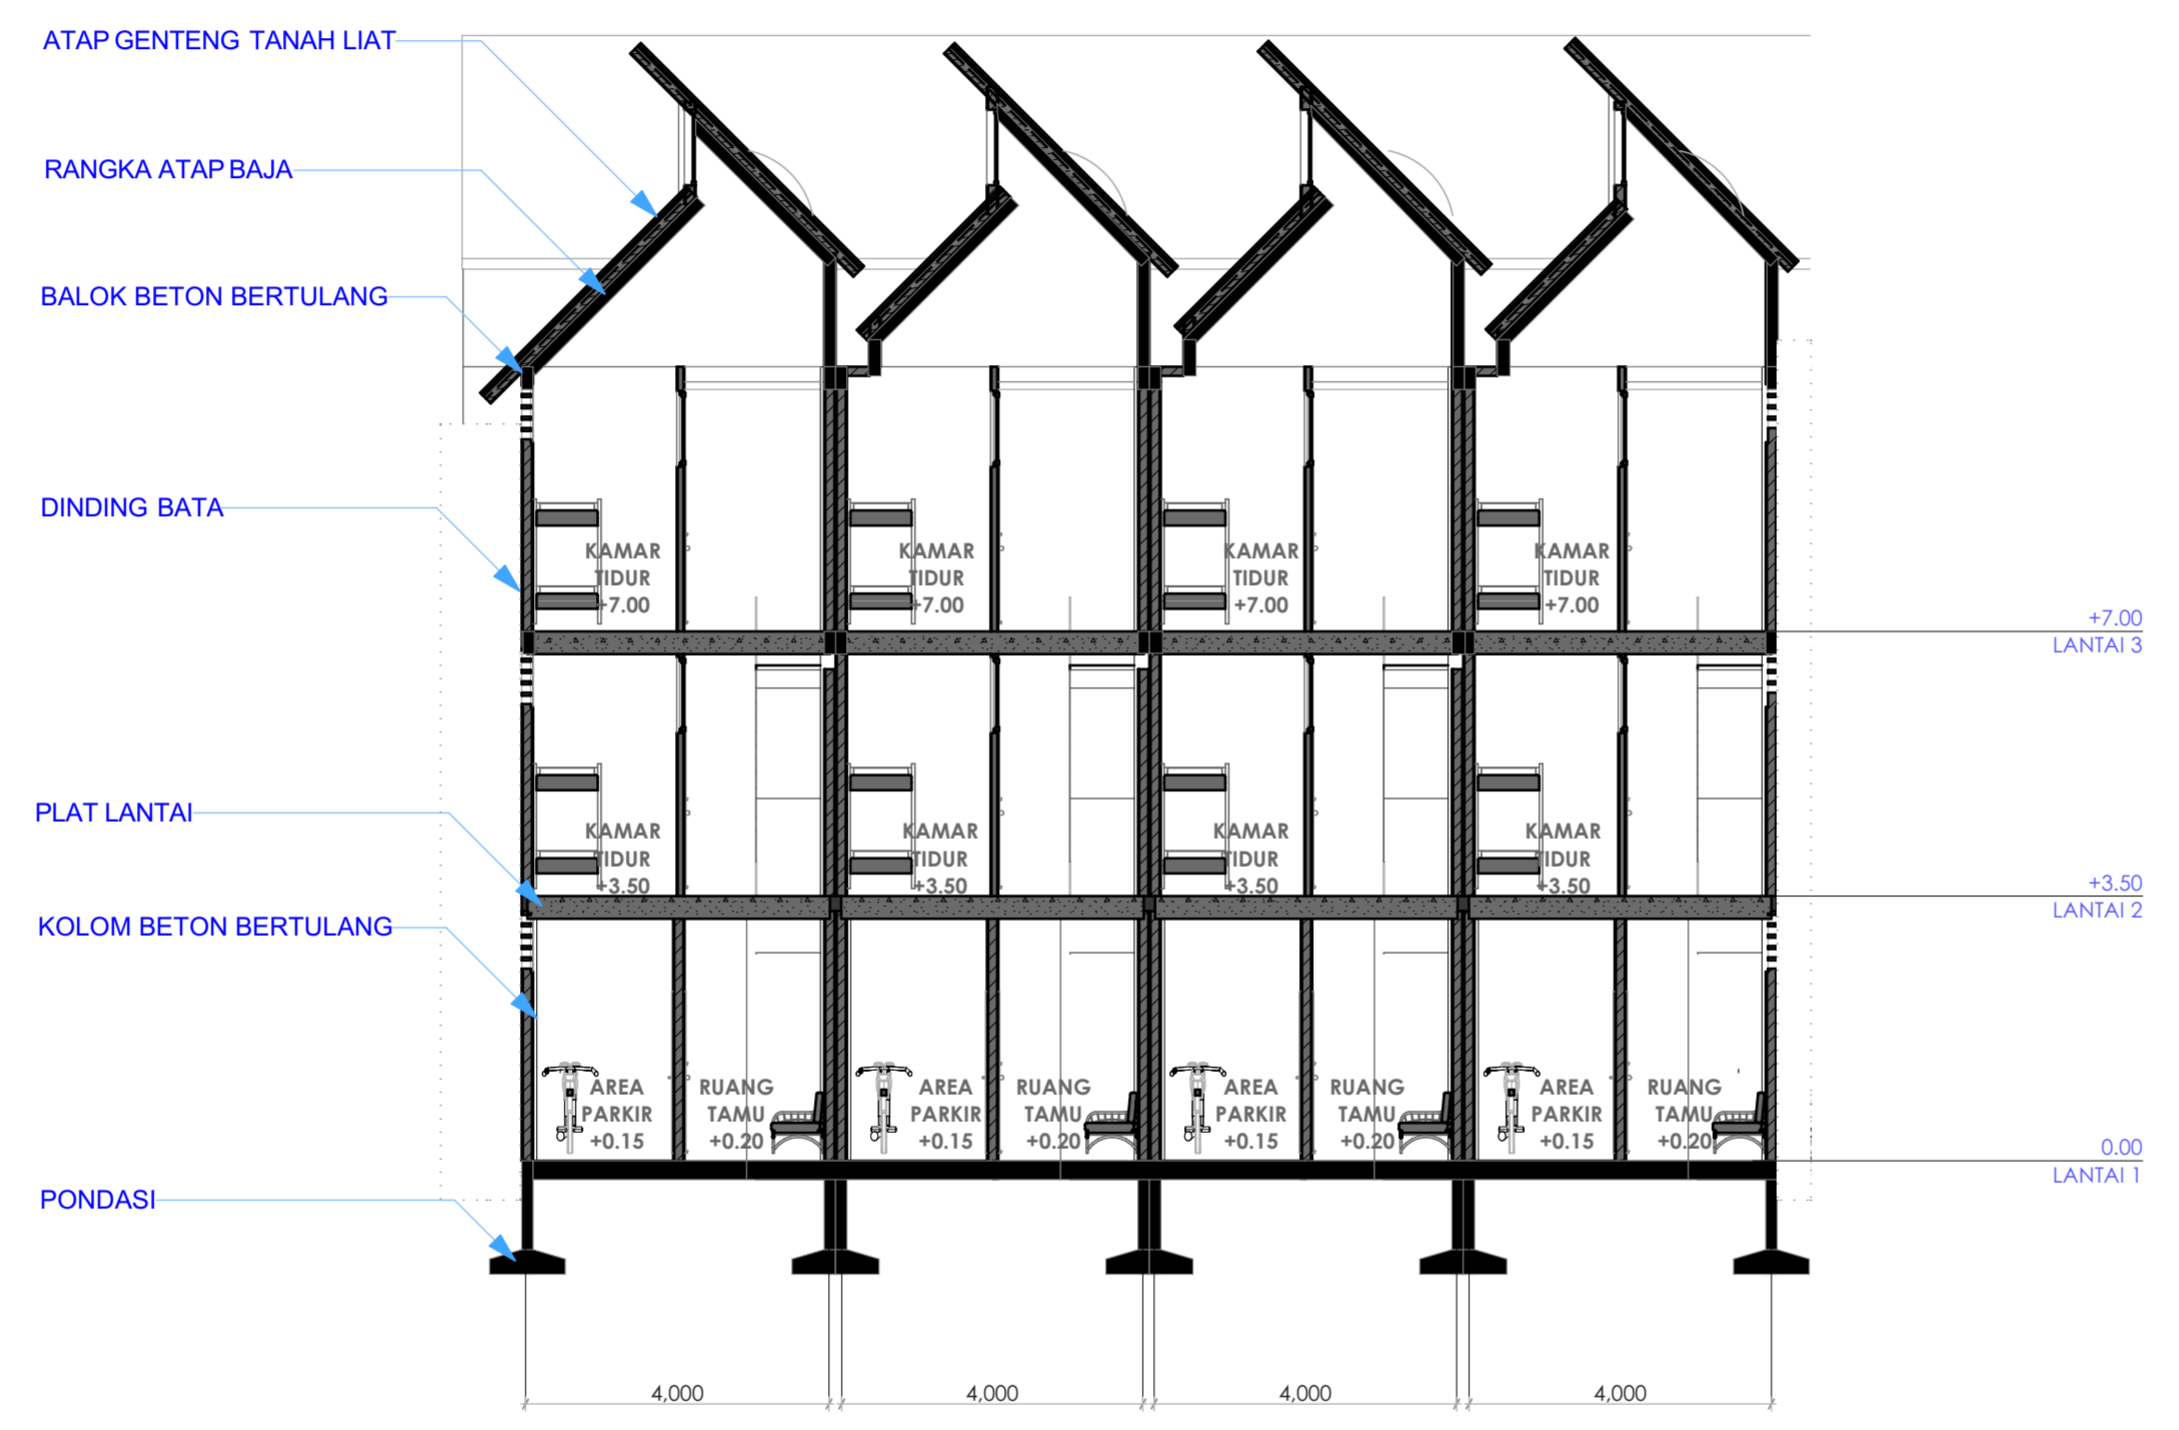 ATAP GENTENG TANAH LIAT
RANGKA ATAP BAJA
BALOK BETON BERTULANG
DINDING BATA
PLAT LANTAI
KOLOM BETON BERTULANG
PONDASI
KAMAR
TIDUR
+7.00
KAMAR
TIDUR
+7.00
KAMAR
TIDUR
+7.00
KAMAR
TIDUR
+7.00
+7.00
LANTAI 3
KAMAR
TIDUR
+3.50
KAMAR
TIDUR
+3.50
KAMAR
TIDUR
+3.50
KAMAR
TIDUR
+3.50
+3.50
LANTAI 2
AREA
PARKIR
+0.15
RUANG
TAMU
+0.20
AREA
PARKIR
+0.15
RUANG
TAMU
+0.20
AREA
PARKIR
+0.15
RUANG
TAMU
+0.20
AREA
PARKIR
+0.15
RUANG
TAMU
+0.20
0.00
LANTAI 1
4,000
4,000
4,000
4,000